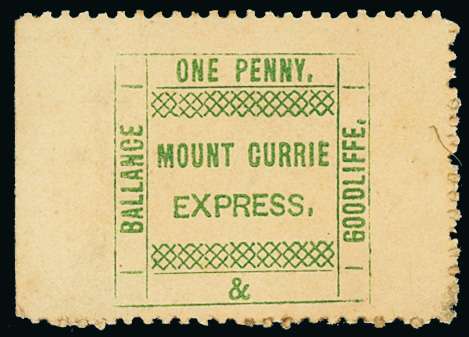 ONE PENNY.
BALLANCE
MOUNT CURRIE
EXPRESS.
GOODLIFFE.
&